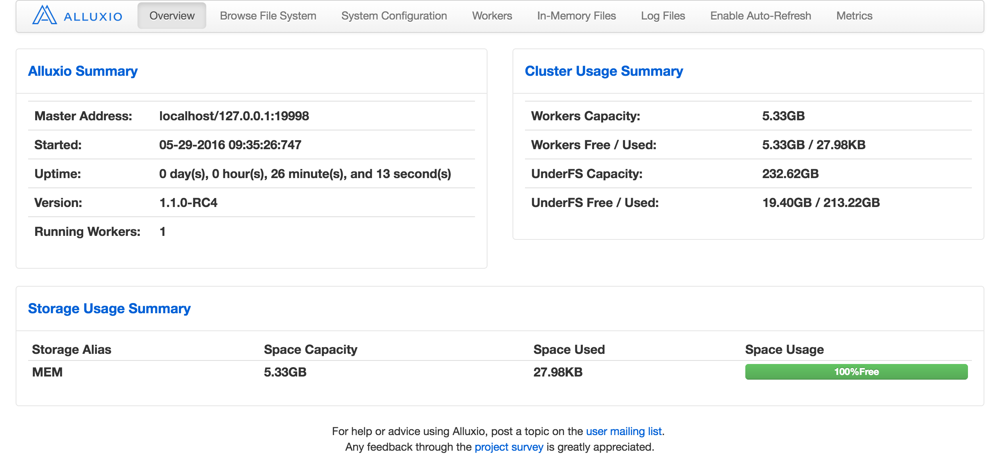 ALLUXIO Overview Browse File System System Configuration Workers In-Memory Files Log Files Enable Auto-Refresh Metrics
Alluxio Summary
Master Address: localhost/127.0.0.1:19998
Started: 05-29-2016 09:35:26:747
Uptime: 0 day(s), 0 hour(s), 26 minute(s), and 13 second(s)
Version: 1.1.0-RC4
Running Workers: 1
Cluster Usage Summary
Workers Capacity: 5.33GB
Workers Free / Used: 5.33GB / 27.98KB
UnderFS Capacity: 232.62GB
UnderFS Free / Used: 19.40GB / 213.22GB
Storage Usage Summary
Storage Alias Space Capacity Space Used Space Usage
MEM 5.33GB 27.98KB 100%Free
For help or advice using Alluxio, post a topic on the user mailing list.
Any feedback through the project survey is greatly appreciated.